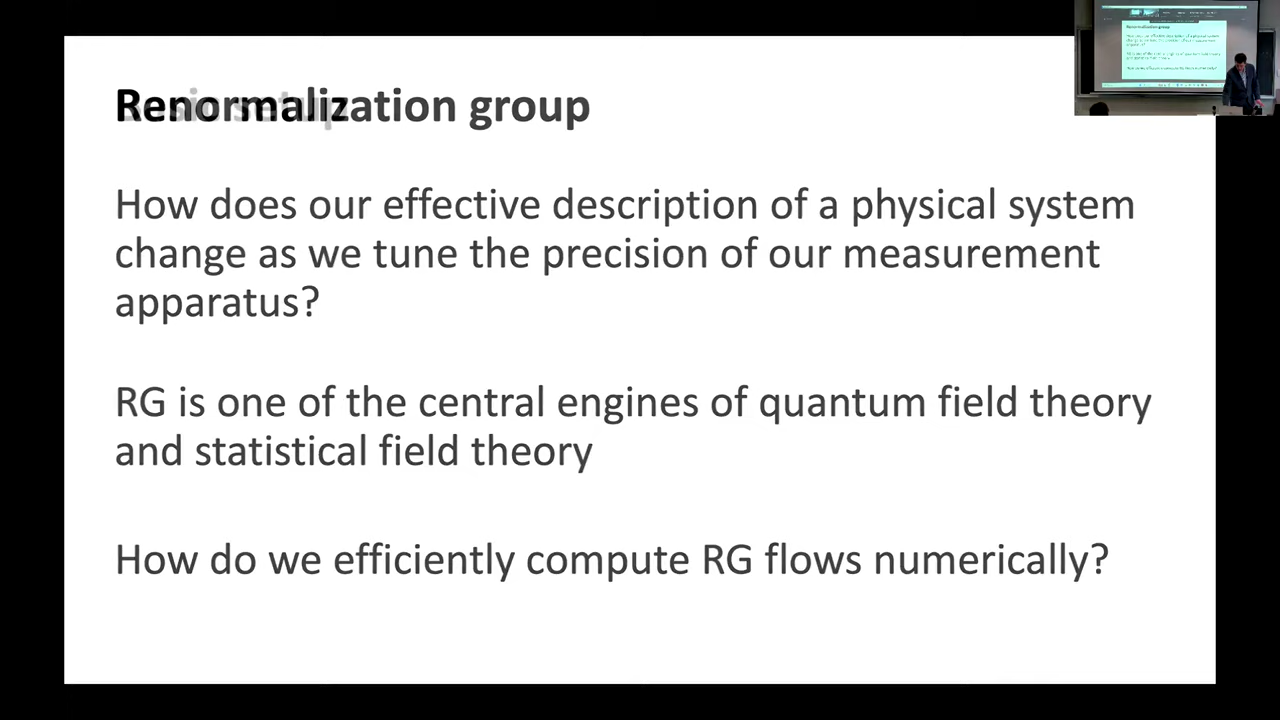 Renormalization group
How does our effective description of a physical system
change as we tune the precision of our measurement
apparatus?
RG is one of the central engines of quantum field theory
and statistical field theory
How do we efficiently compute RG flows numerically?